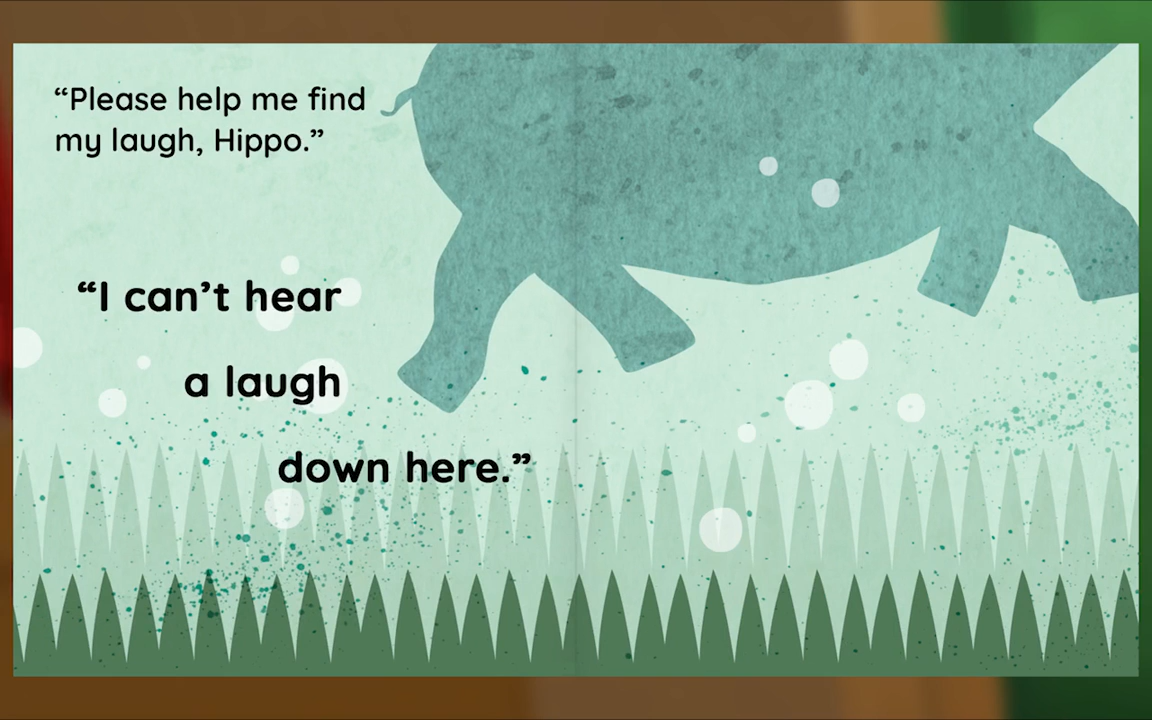 “Please help me find
my laugh, Hippo.”
“I can’t hear
a laugh
down here.”